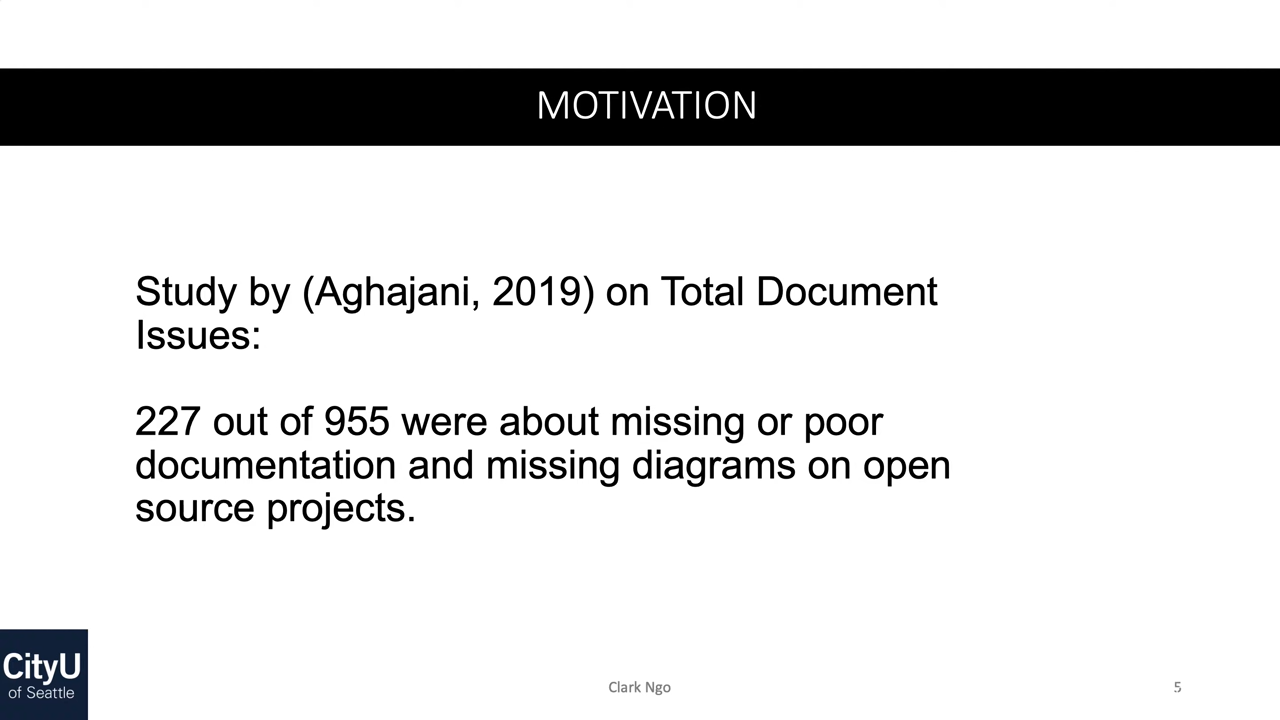 MOTIVATION
Study by (Aghajani, 2019) on Total Document
Issues:
227 out of 955 were about missing or poor
documentation and missing diagrams on open
source projects.
CityU
of Seattle
Clark Ngo
5